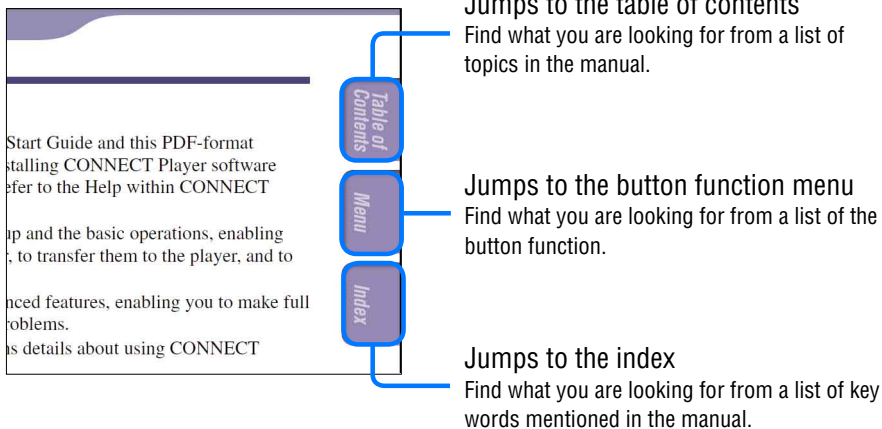 Jumps to the table of contents
Find what you are looking for from a list of
topics in the manual.
Table of
Contents
Start Guide and this PDF-format
stalling CONNECT Player software
efer to the Help within CONNECT
Menu
Jumps to the button function menu
Find what you are looking for from a list of the
button function.
up and the basic operations, enabling
, to transfer them to the player, and to
Index
nced features, enabling you to make full
roblems.
ns details about using CONNECT
Jumps to the index
Find what you are looking for from a list of key
words mentioned in the manual.